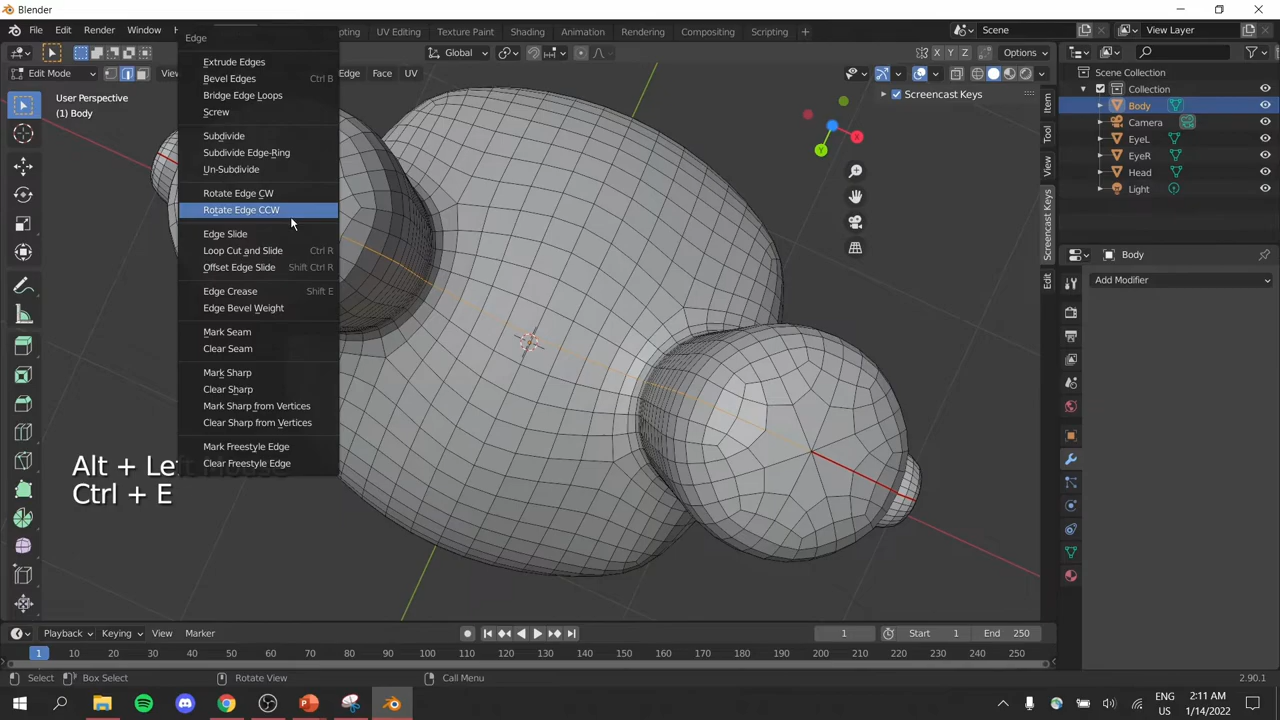 Blender
File Edit Render Window
UV Editing Texture Paint Shading Animation Rendering Compositing Scripting
Scene
View Layer
Edge
Extrude Edges
Bevel Edges Ctrl B
Bridge Edge Loops
Screw
Subdivide
Subdivide Edge-Ring
Un-Subdivide
Rotate Edge CW
Rotate Edge CCW
Edge Slide
Loop Cut and Slide Ctrl R
Offset Edge Slide Shift Ctrl R
Edge Crease Shift E
Edge Bevel Weight
Mark Seam
Clear Seam
Mark Sharp
Clear Sharp
Mark Sharp from Vertices
Clear Sharp from Vertices
Mark Freestyle Edge
Clear Freestyle Edge
Global
X Y Z
Options
Edit Mode
Edge Face UV
User Perspective
(1) Body
Screencast Keys
X
Y
Item
Tool
View
Screencast Keys
Edit
Scene Collection
Collection
Body
Camera
EyeL
EyeR
Head
Light
Body
Add Modifier
Ctrl + E
Playback Keying View Marker
1
Start 1
End 250
1 10 20 30 40 50 60 70 80 90 100 110 120 130 140 150 160 170 180 190 200 210 220 230 240 250
Select Box Select Rotate View Call Menu
2.90.1
ENG
US
2:11 AM
1/14/2022